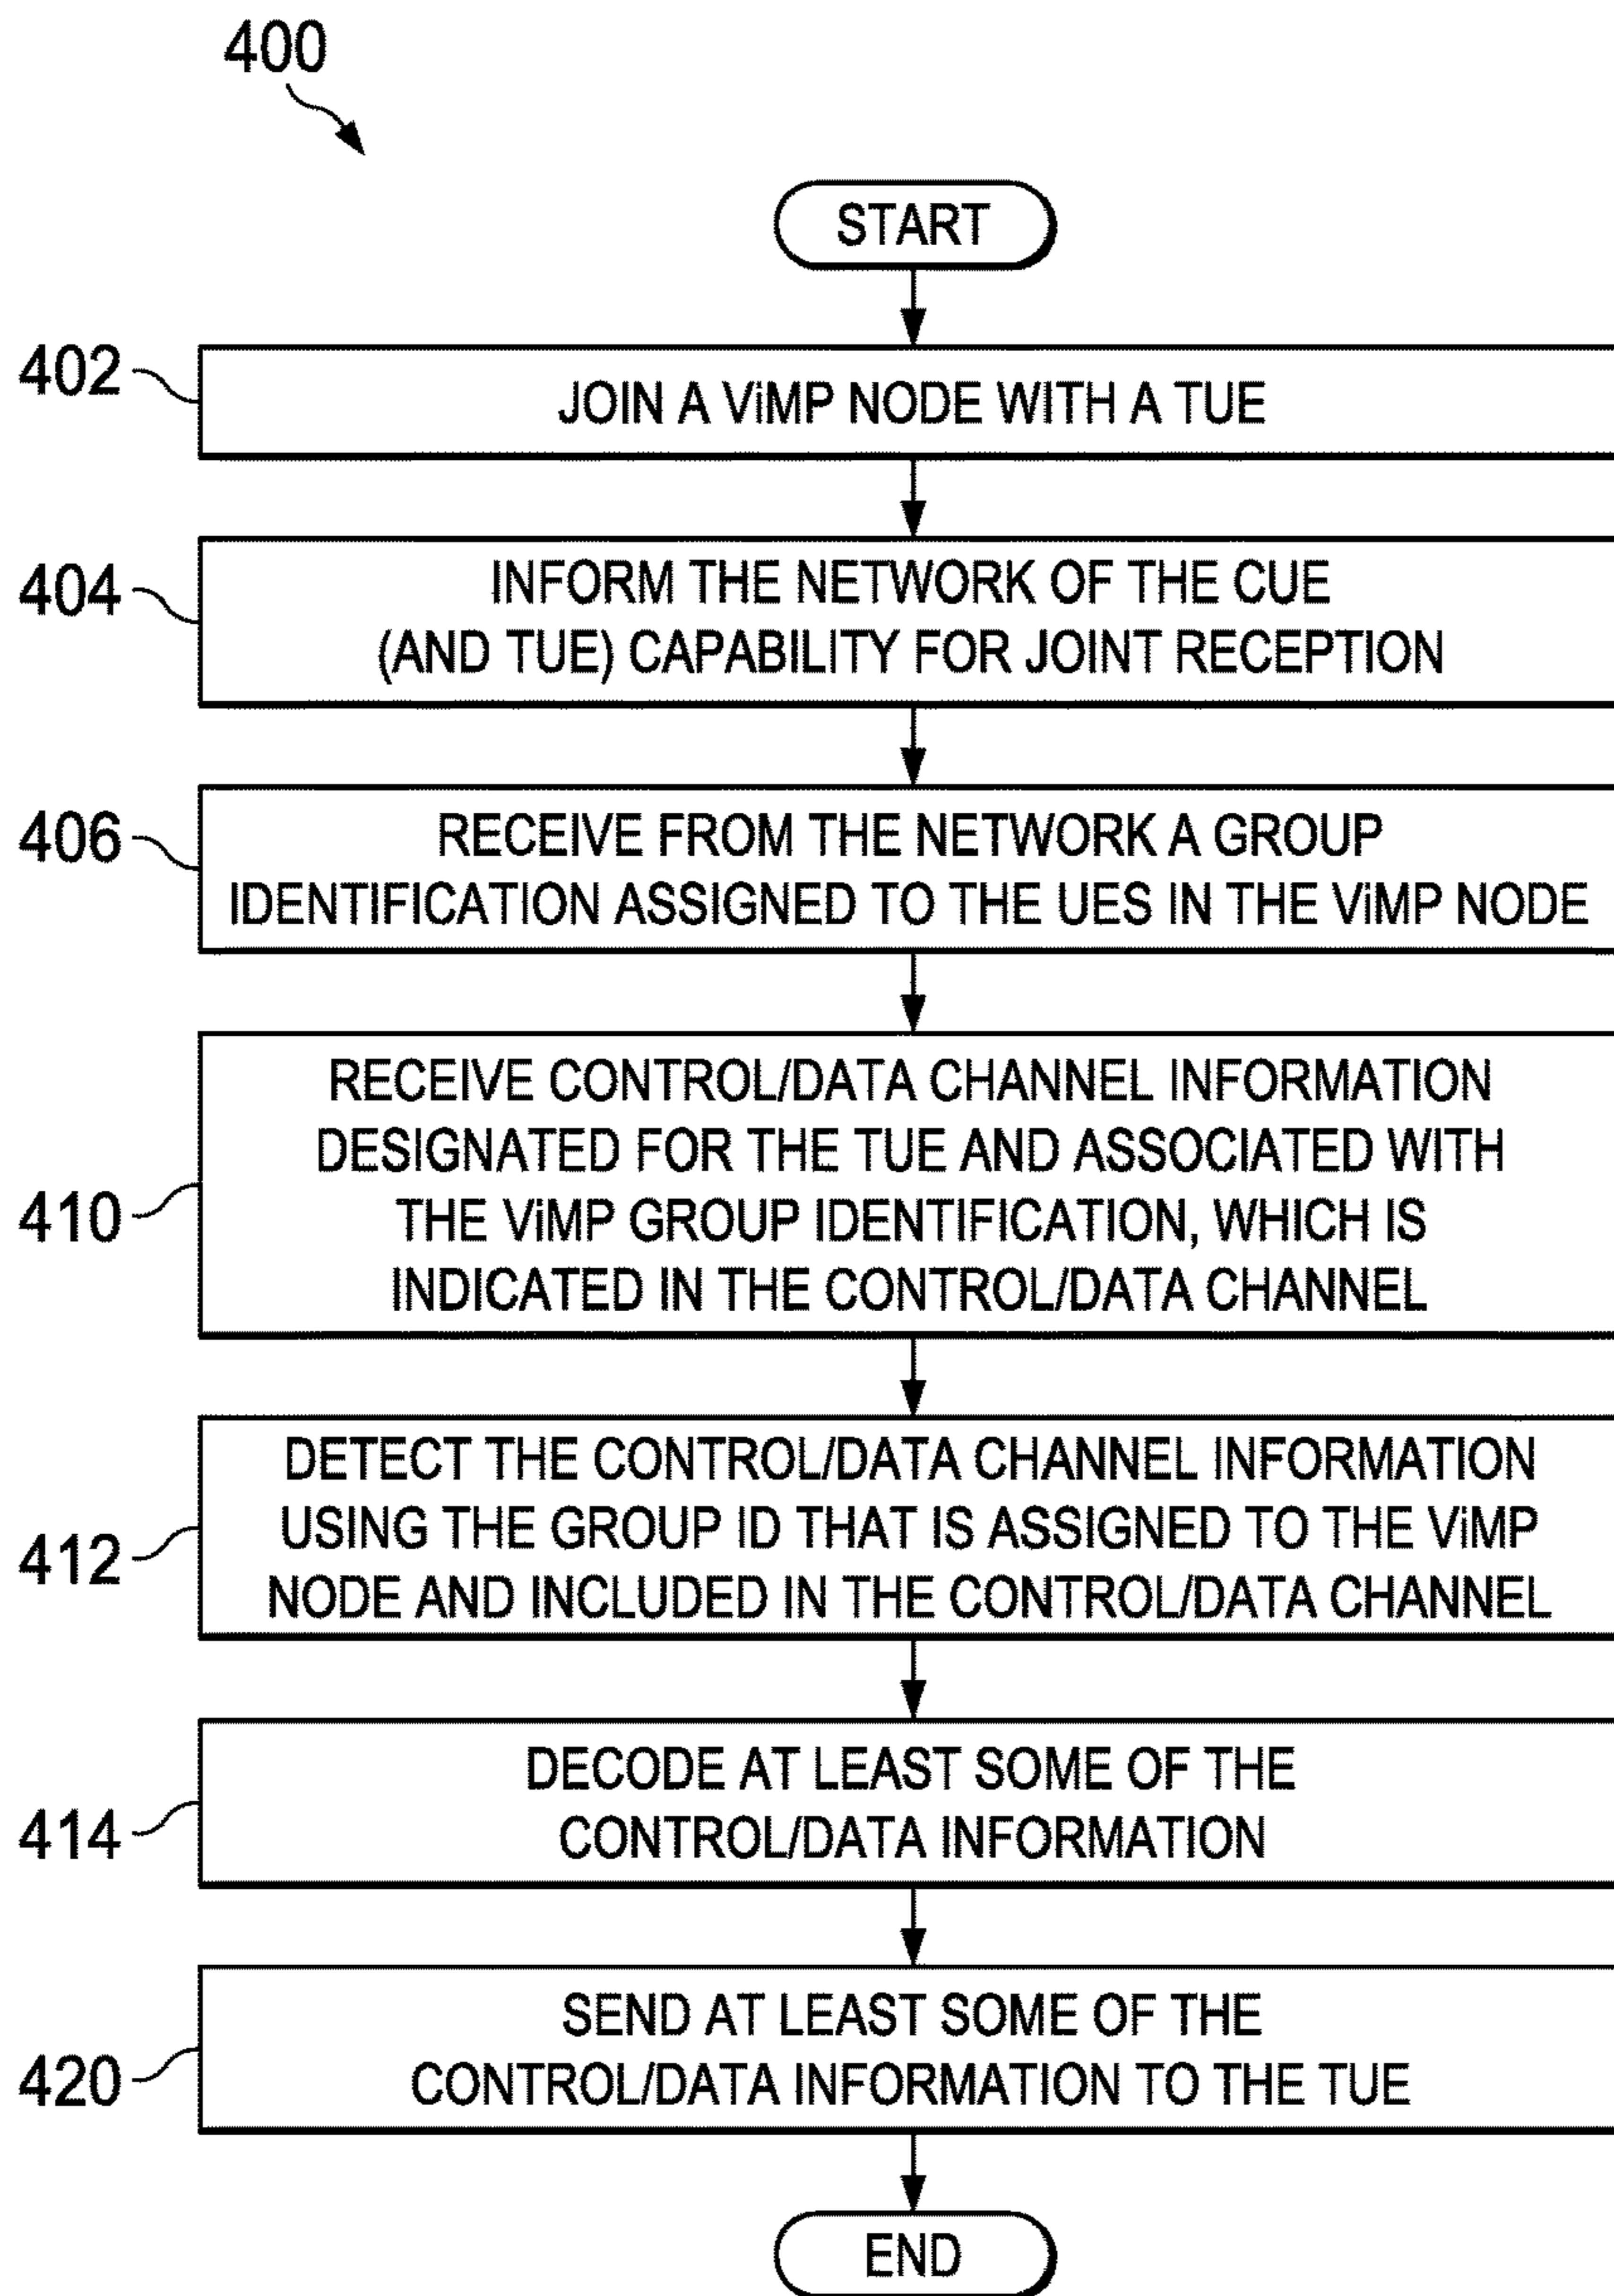 400
START
402
JOIN A ViMP NODE WITH A TUE
404
INFORM THE NETWORK OF THE CUE
(AND TUE) CAPABILITY FOR JOINT RECEPTION
406
RECEIVE FROM THE NETWORK A GROUP
IDENTIFICATION ASSIGNED TO THE UES IN THE ViMP NODE
410
RECEIVE CONTROL/DATA CHANNEL INFORMATION
DESIGNATED FOR THE TUE AND ASSOCIATED WITH
THE ViMP GROUP IDENTIFICATION, WHICH IS
INDICATED IN THE CONTROL/DATA CHANNEL
412
DETECT THE CONTROL/DATA CHANNEL INFORMATION
USING THE GROUP ID THAT IS ASSIGNED TO THE ViMP
NODE AND INCLUDED IN THE CONTROL/DATA CHANNEL
414
DECODE AT LEAST SOME OF THE
CONTROL/DATA INFORMATION
420
SEND AT LEAST SOME OF THE
CONTROL/DATA INFORMATION TO THE TUE
END